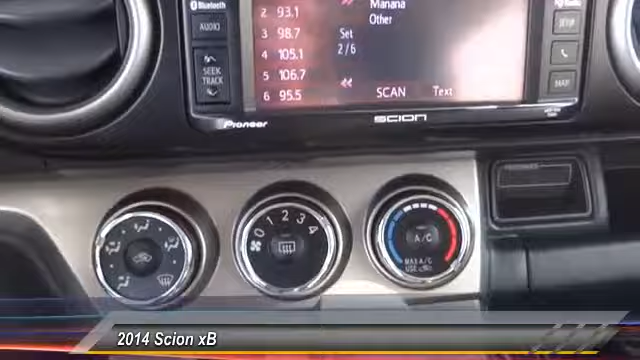 Bluetooth
AUDIO
SEEK
TRACK
2 93.1
3 98.7
4 105.1
5 106.7
6 95.5
Manana
Other
Set
2/6
SCAN Text
SETUP
MAP
Pioneer
SCION
0 1 2 3 4
A/C
MAX A/C
USE
2014 Scion xB